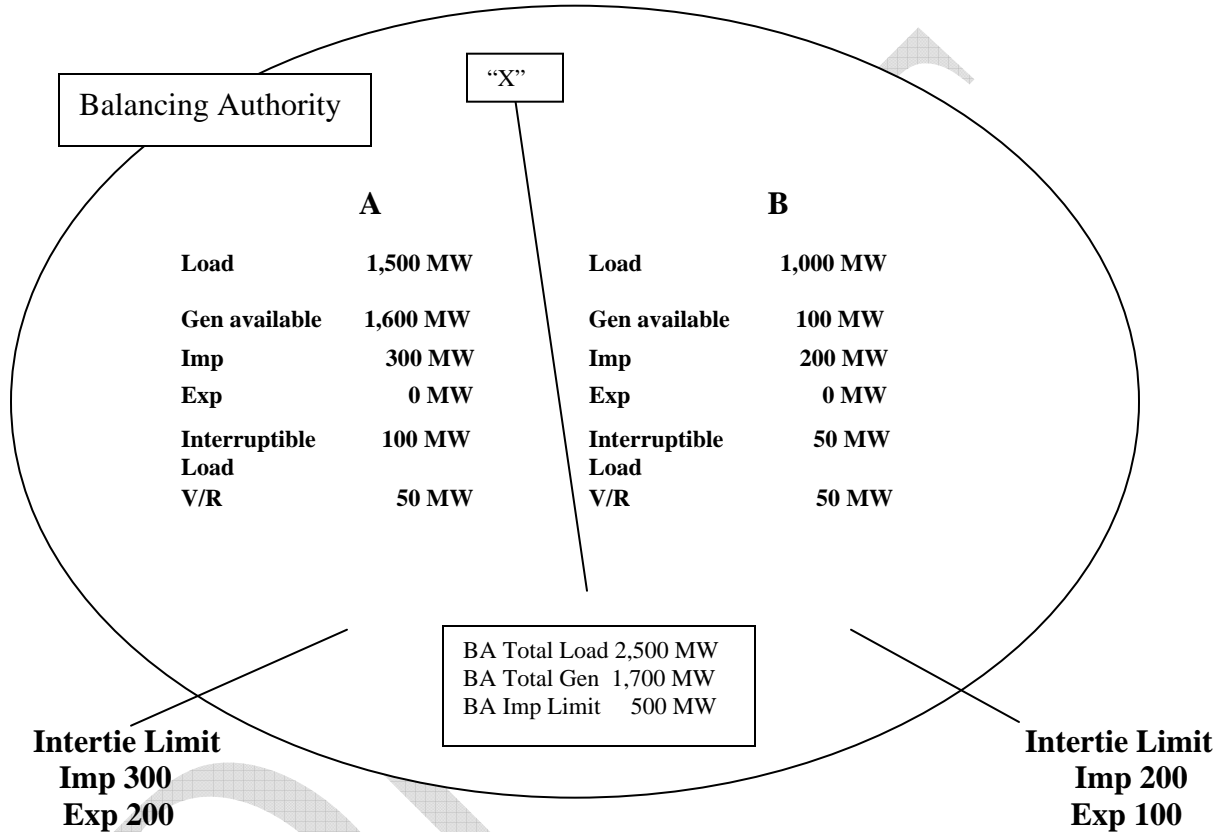 “X”
Balancing Authority
A
Load 1,500 MW
Gen available 1,600 MW
Imp 300 MW
Exp 0 MW
Interruptible 100 MW
Load
V/R 50 MW
B
Load 1,000 MW
Gen available 100 MW
Imp 200 MW
Exp 0 MW
Interruptible 50 MW
Load
V/R 50 MW
BA Total Load 2,500 MW
BA Total Gen 1,700 MW
BA Imp Limit 500 MW
Intertie Limit
Imp 300
Exp 200
Intertie Limit
Imp 200
Exp 100